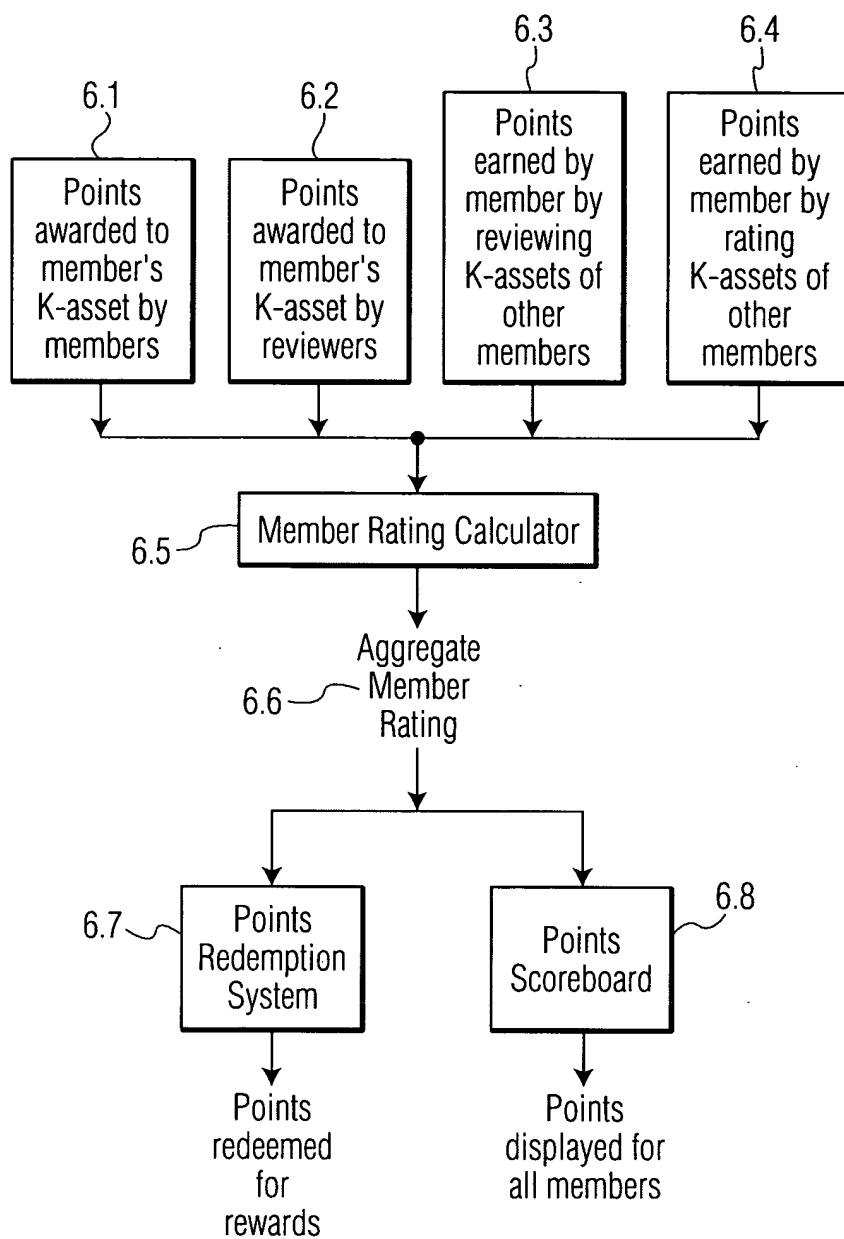 6.1
6.2
6.3
6.4
Points
awarded to
member's
K-asset by
members
Points
awarded to
member's
K-asset by
reviewers
Points
earned by
member by
reviewing
K-assets of
other
members
Points
earned by
member by
rating
K-assets of
other
members
6.5
Member Rating Calculator
Aggregate
6.6 Member
Rating
6.7
Points
Redemption
System
6.8
Points
Scoreboard
Points
redeemed
for
rewards
Points
displayed for
all members